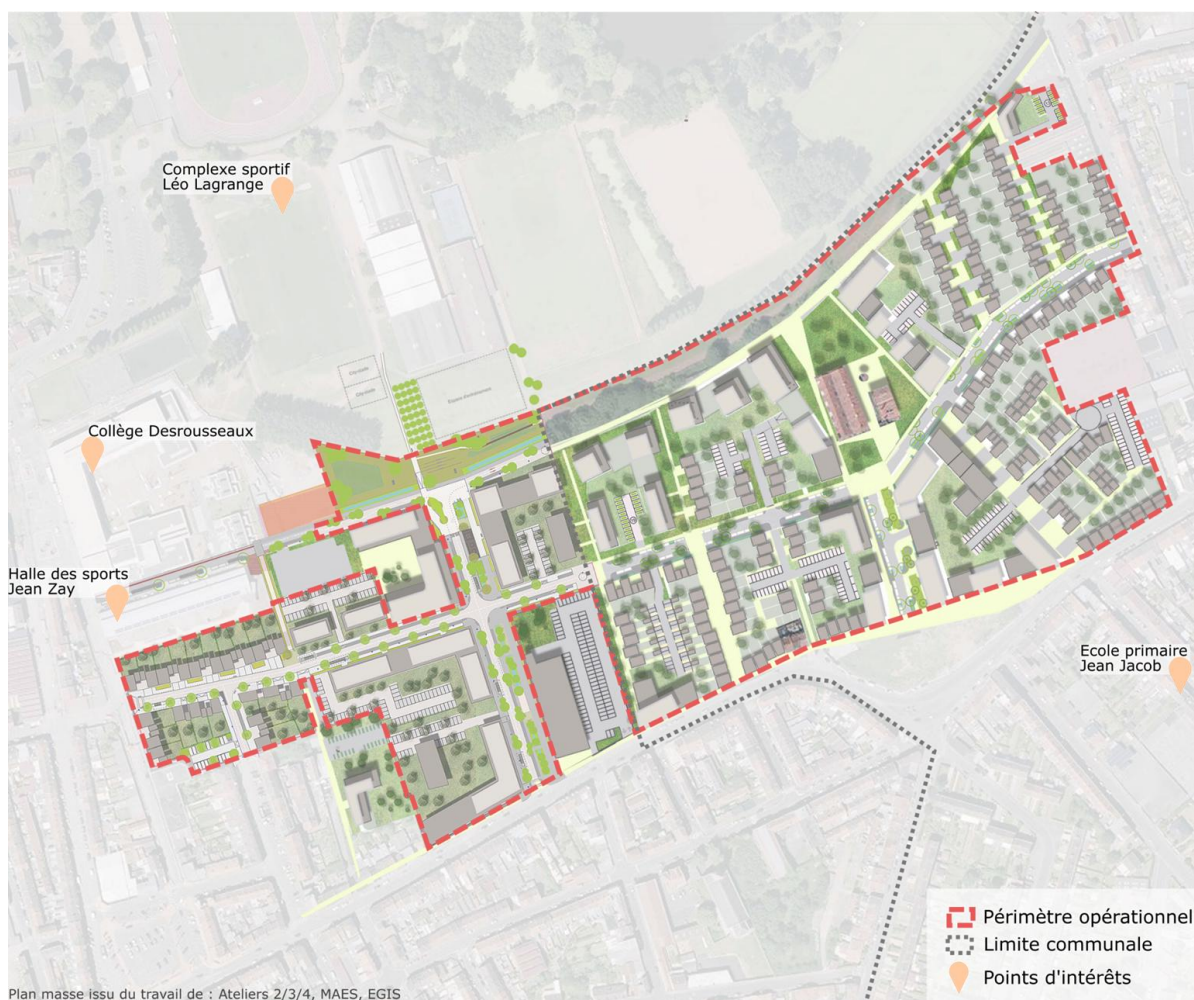 Complexe sportif
Léo Lagrange
Collège Desrousseaux
Halle des sports
Jean Zay
Ecole primaire
Jean Jacob
Périmètre opérationnel
Limite communale
Points d'intérêts
Plan masse issu du travail de : Ateliers 2/3/4, MAES, EGIS